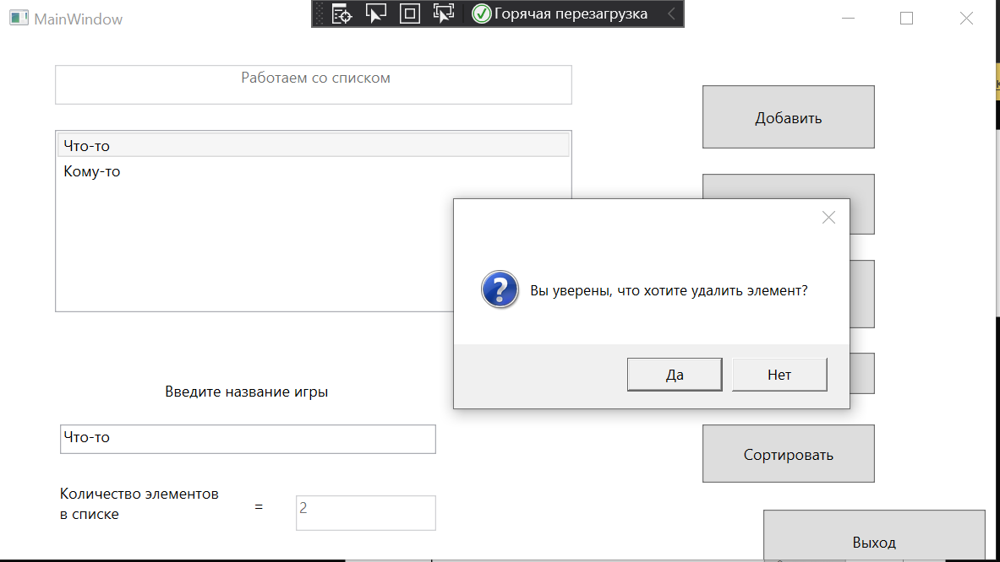 MainWindow
Горячая перезагрузка
Работаем со списком
Добавить
Что-то
Кому-то
Вы уверены, что хотите удалить элемент?
Да
Нет
Введите название игры
Что-то
Сортировать
Количество элементов
в списке
=
2
Выход